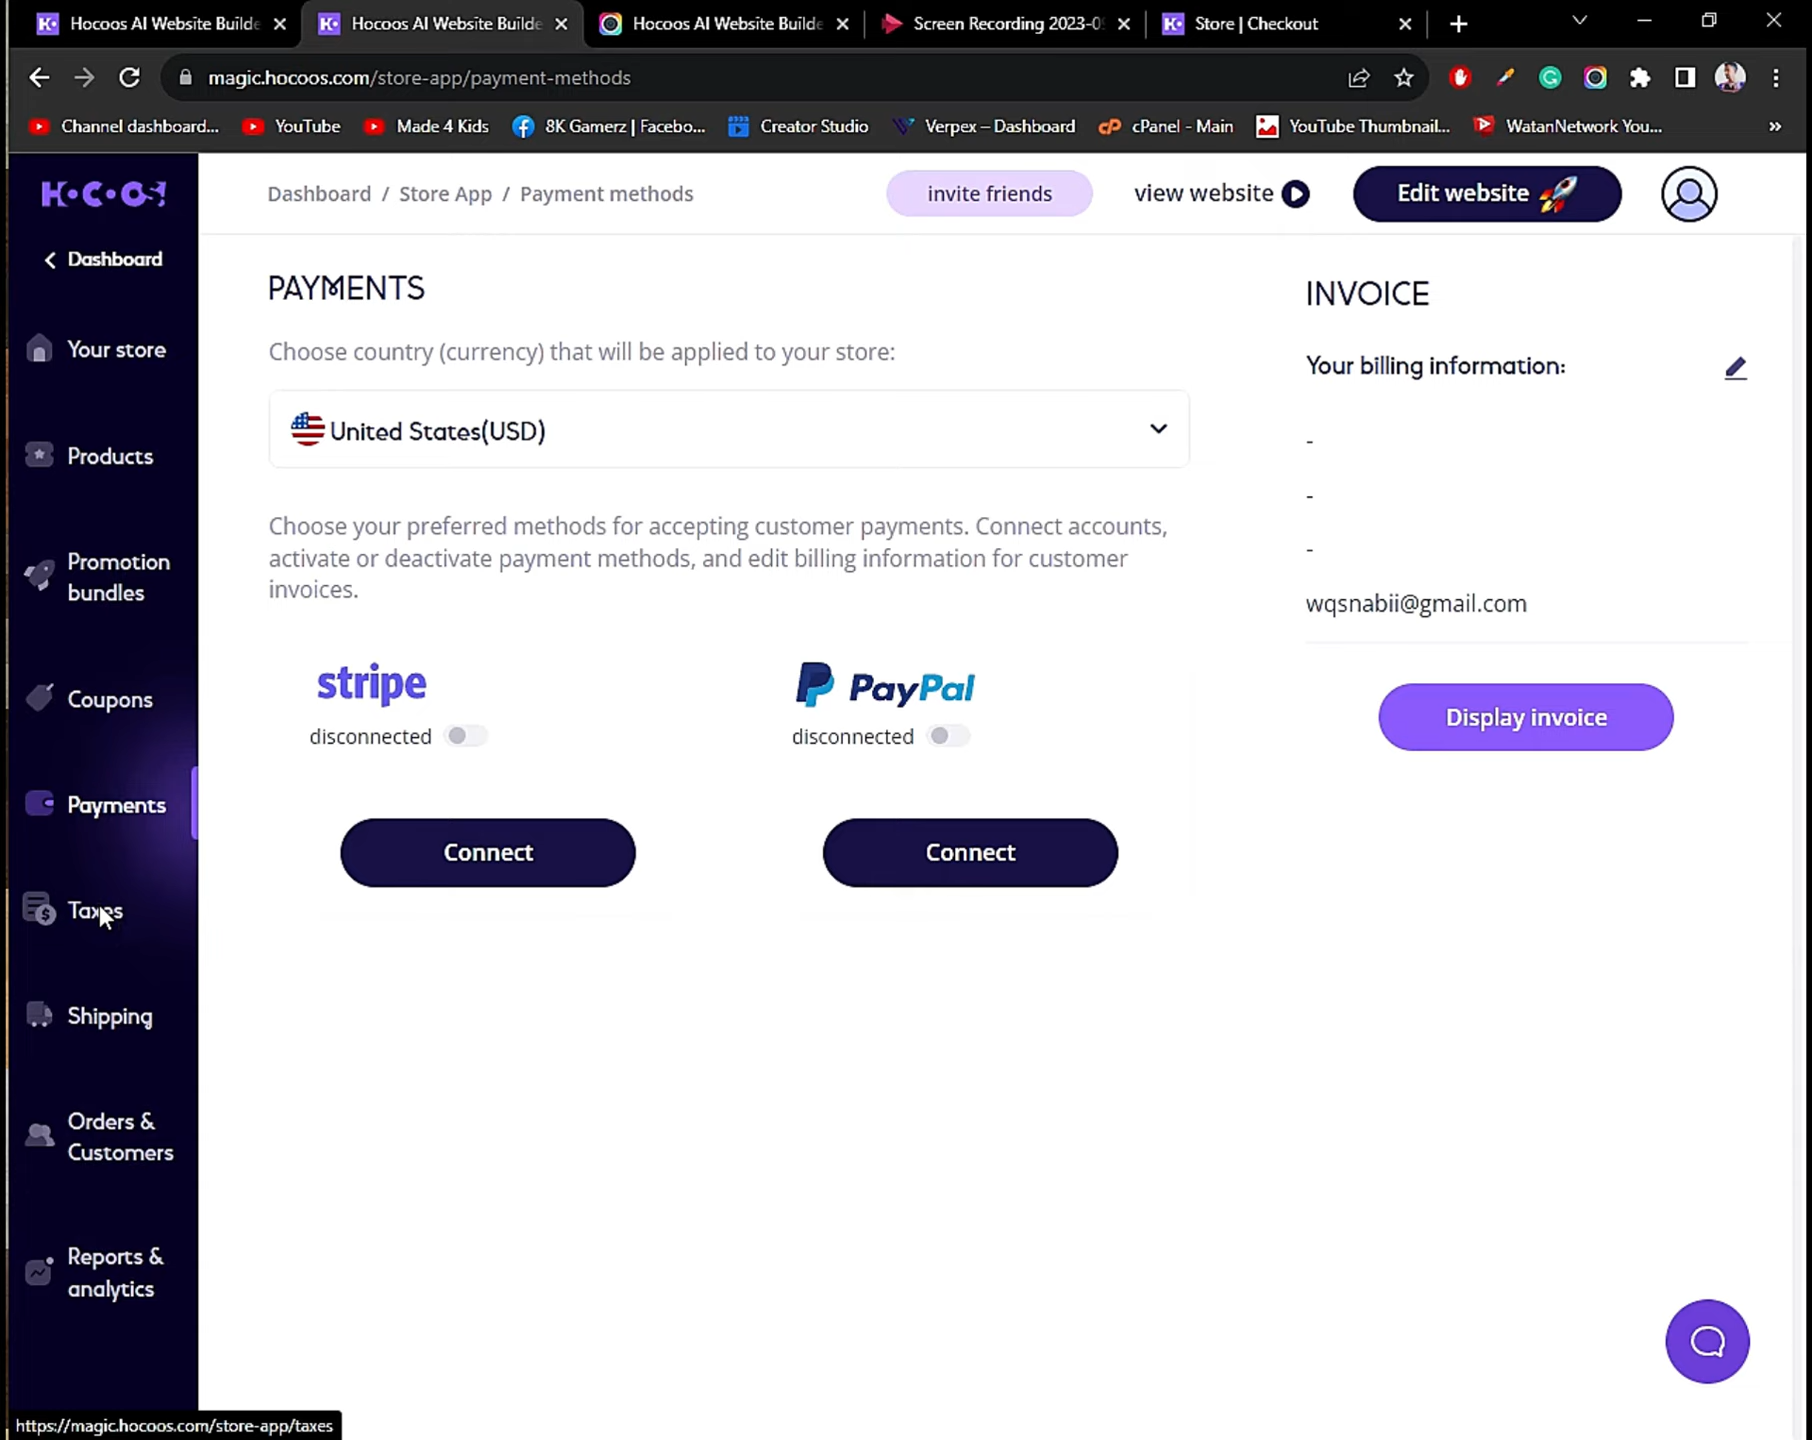 Hocoos AI Website Builde
Hocoos AI Website Builde
Hocoos AI Website Builde
Screen Recording 2023-0
Store | Checkout
magic.hocoos.com/store-app/payment-methods
Channel dashboard...
YouTube
Made 4 Kids
8K Gamerz | Facebo...
Creator Studio
Verpex – Dashboard
cPanel - Main
YouTube Thumbnail...
WatanNetwork You...
»
H•C•OS!
Dashboard / Store App / Payment methods
invite friends
view website
Edit website
Dashboard
Your store
Products
Promotion
bundles
Coupons
Payments
Taxes
Shipping
Orders &
Customers
Reports &
analytics
PAYMENTS
Choose country (currency) that will be applied to your store:
United States(USD)
Choose your preferred methods for accepting customer payments. Connect accounts,
activate or deactivate payment methods, and edit billing information for customer
invoices.
stripe
disconnected
Connect
PayPal
disconnected
Connect
INVOICE
Your billing information:
-
-
-
wqsnabii@gmail.com
Display invoice
https://magic.hocoos.com/store-app/taxes